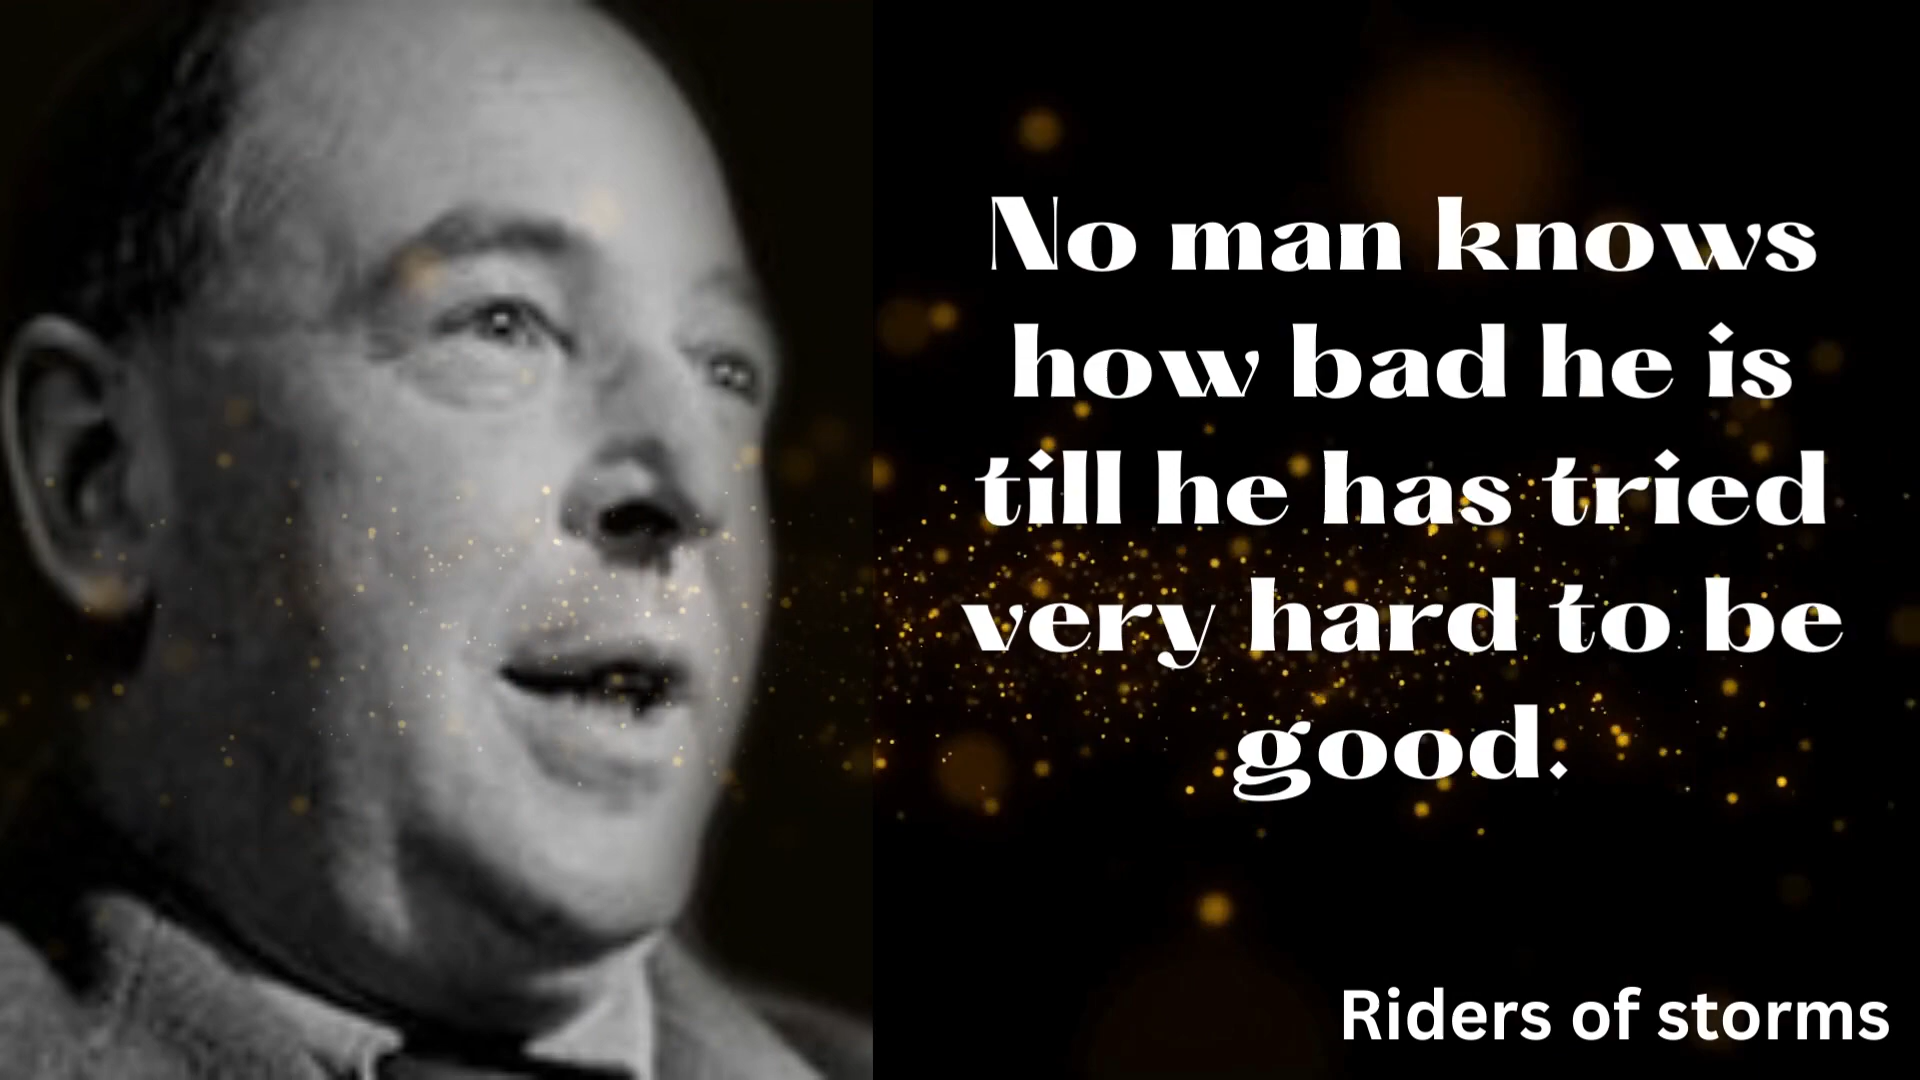 No man knows
how bad he is
till he has tried
very hard to be
good.
Riders of storms